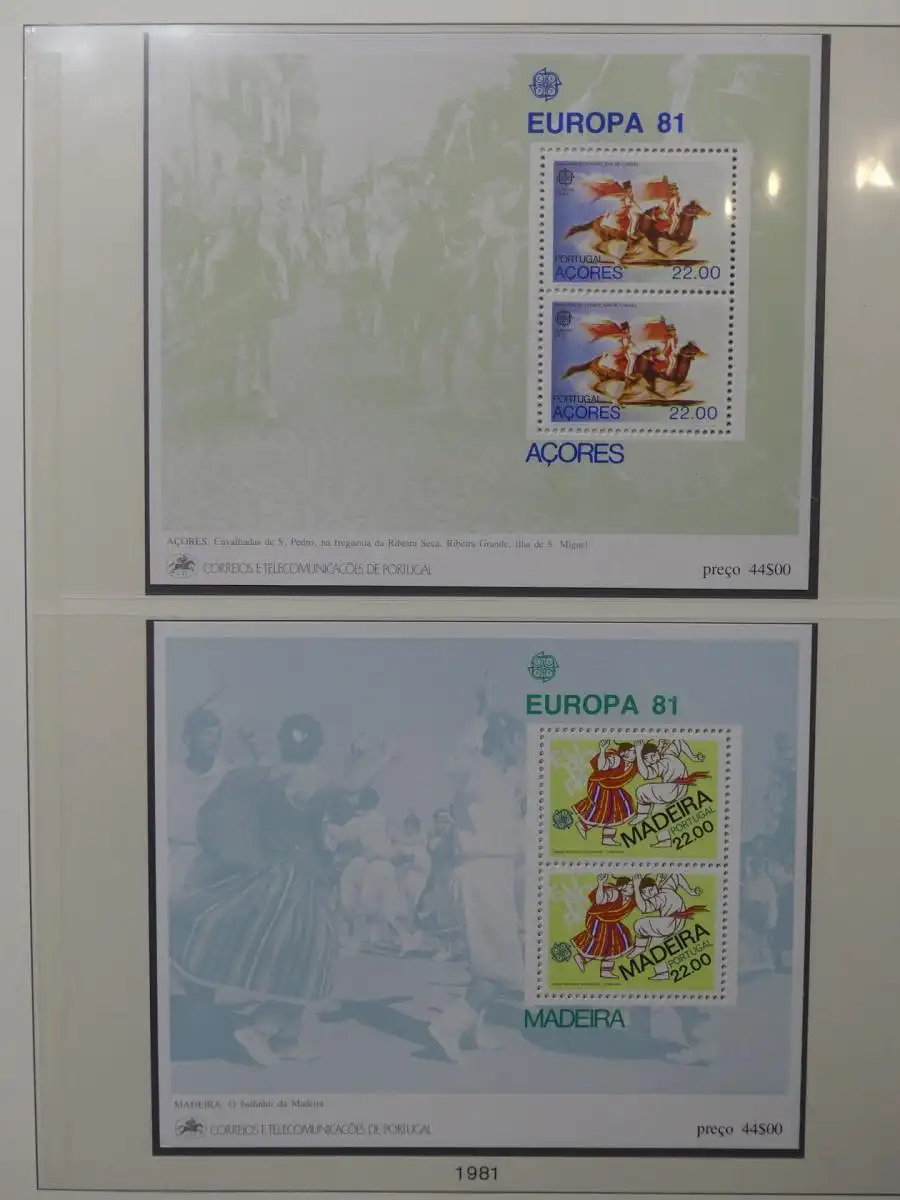 EUROPA 81
PORTUGAL
AÇORES 22.00
PORTUGAL
AÇORES 22.00
AÇORES
AÇORES: Cavalhadas de S. Pedro, na freguesia da Ribeira Seca, Ribeira Grande, Ilha de S. Miguel
CORREIOS E TELECOMUNICAÇÕES DE PORTUGAL
preço 44$00
EUROPA 81
MADEIRA
PORTUGAL
22.00
MADEIRA
PORTUGAL
22.00
MADEIRA
MADEIRA: O bailinho da Madeira
CORREIOS E TELECOMUNICAÇÕES DE PORTUGAL
preço 44$00
1981